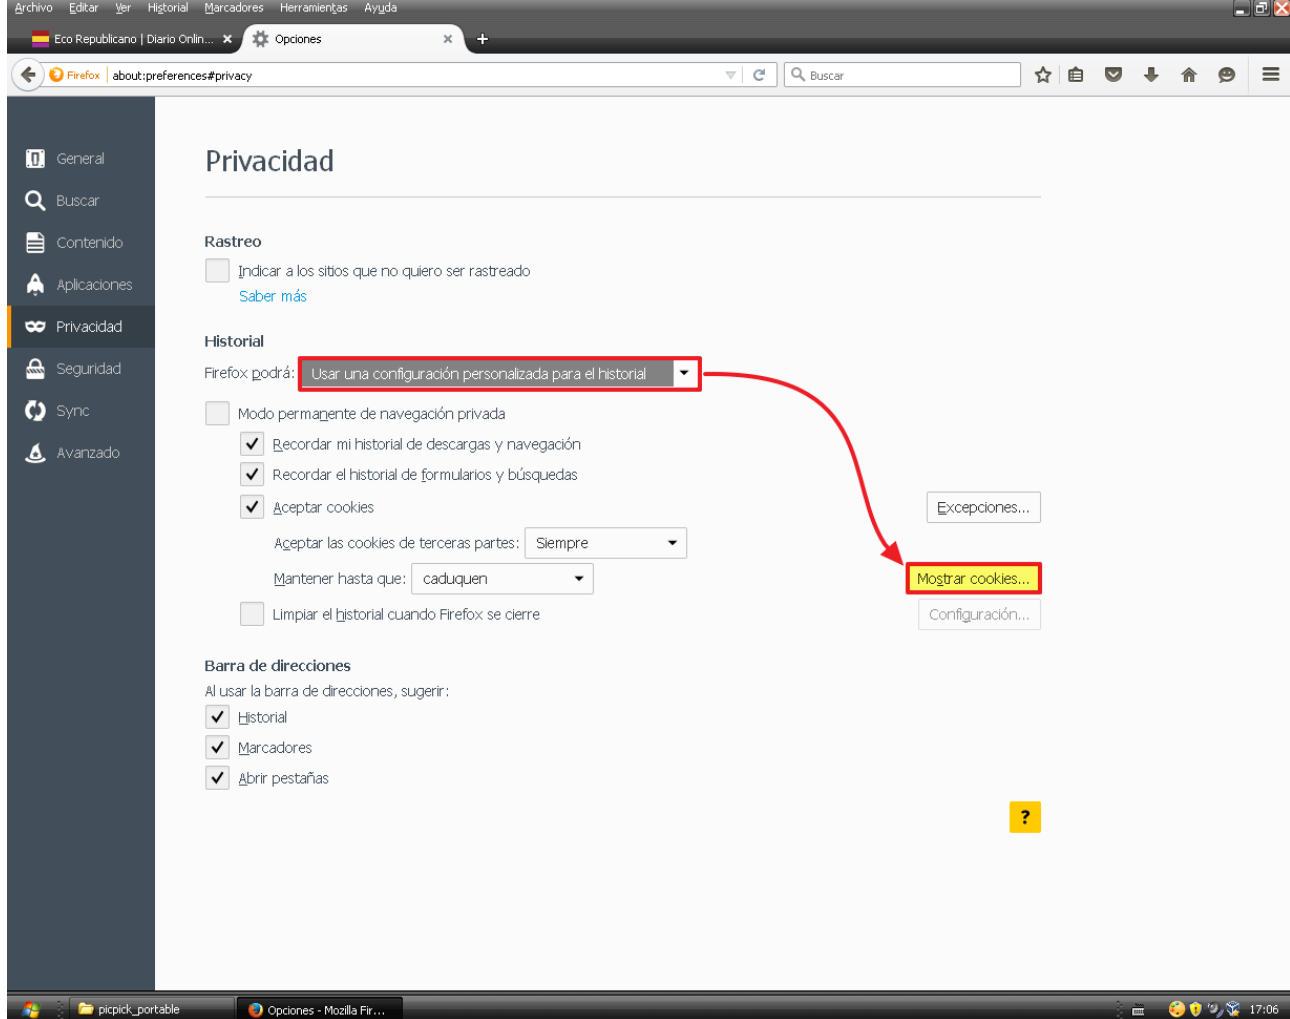 Archivo Editar Ver Historial Marcadores Herramientas Ayuda
Eco Republicano | Diario Onlin...
Opciones
Firefox about:preferences#privacy
Buscar
General
Buscar
Contenido
Aplicaciones
Privacidad
Seguridad
Sync
Avanzado
Privacidad
Rastreo
Indicar a los sitios que no quiero ser rastreado
Saber más
Historial
Firefox podrá: Usar una configuración personalizada para el historial
Modo permanente de navegación privada
Recordar mi historial de descargas y navegación
Recordar el historial de formularios y búsquedas
Aceptar cookies
Excepciones...
Aceptar las cookies de terceras partes: Siempre
Mantener hasta que: caduquen
Mostrar cookies...
Limpiar el historial cuando Firefox se cierre
Configuración...
Barra de direcciones
Al usar la barra de direcciones, sugerir:
Historial
Marcadores
Abrir pestañas
?
picpick_portable
Opciones - Mozilla Fir...
17:06